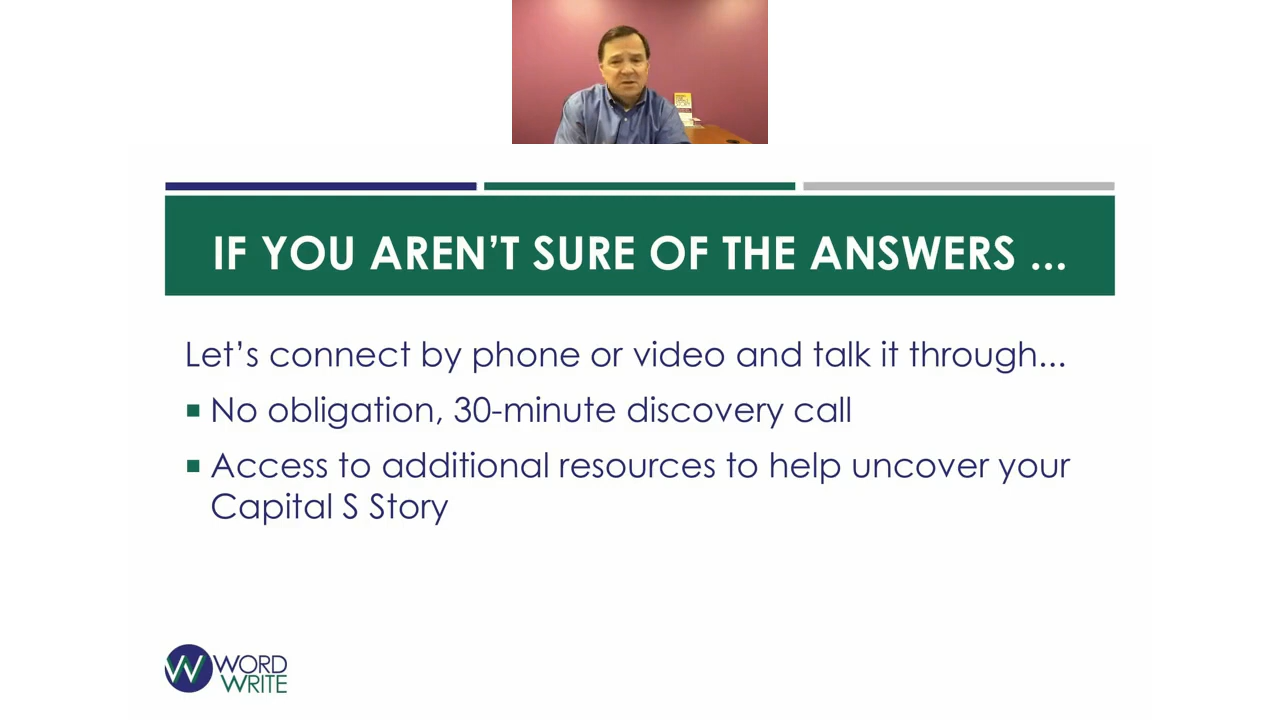 IF YOU AREN’T SURE OF THE ANSWERS ...
Let’s connect by phone or video and talk it through...
No obligation, 30-minute discovery call
Access to additional resources to help uncover your
Capital S Story
W WORD
WRITE